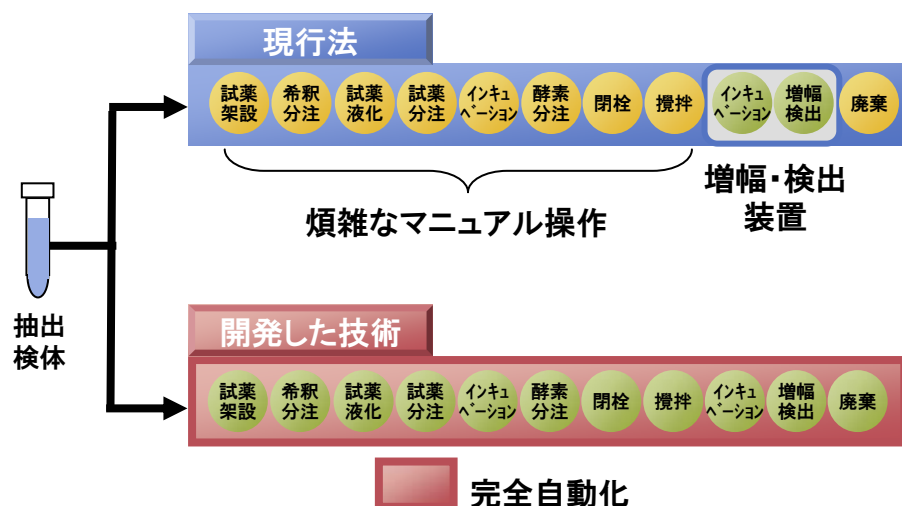 現行法
試薬
架設
希釈
分注
試薬
液化
試薬
分注
インキュ
ベーション
酵素
分注
閉栓
攪拌
インキュ
ベーション
増幅
検出
廃棄
煩雑なマニュアル操作
増幅・検出
装置
抽出
検体
開発した技術
試薬
架設
希釈
分注
試薬
液化
試薬
分注
インキュ
ベーション
酵素
分注
閉栓
攪拌
インキュ
ベーション
増幅
検出
廃棄
完全自動化